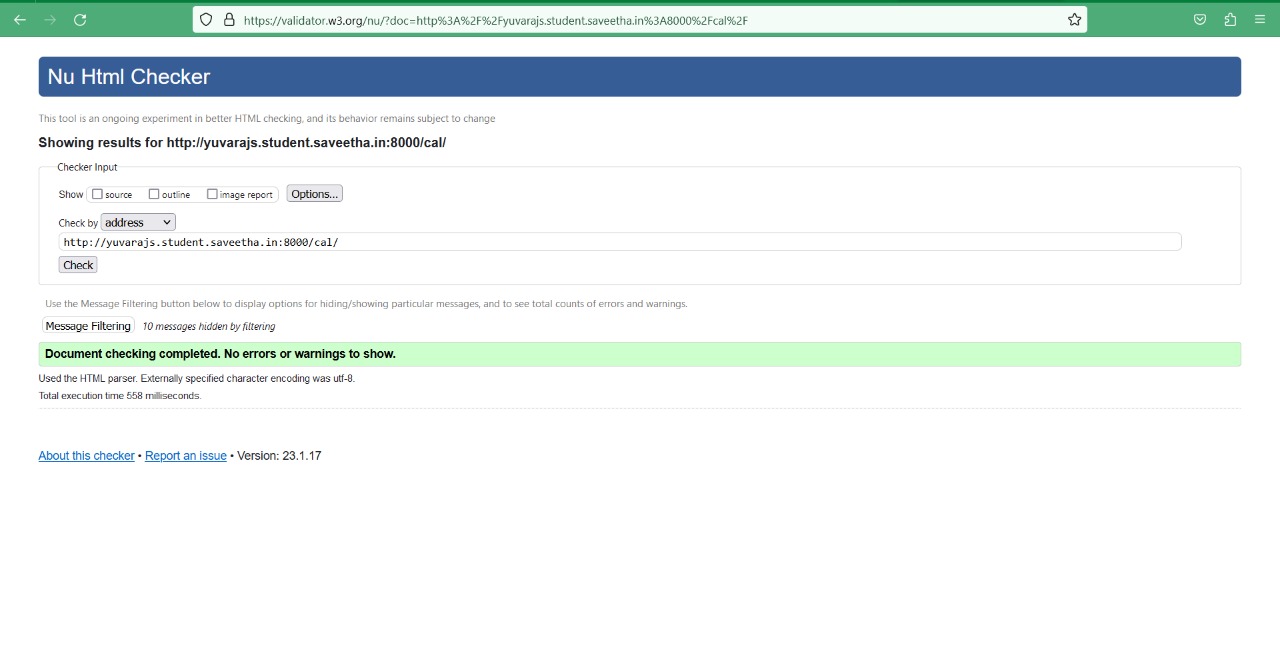 https://validator.w3.org/nu/?doc=http%3A%2F%2Fyuvarajs.student.saveetha.in%3A8000%2Fcal%2F
Nu Html Checker
This tool is an ongoing experiment in better HTML checking, and its behavior remains subject to change
Showing results for http://yuvarajs.student.saveetha.in:8000/cal/
Checker Input
Show source outline image report Options...
Check by address
http://yuvarajs.student.saveetha.in:8000/cal/
Check
Use the Message Filtering button below to display options for hiding/showing particular messages, and to see total counts of errors and warnings.
Message Filtering 10 messages hidden by filtering
Document checking completed. No errors or warnings to show.
Used the HTML parser. Externally specified character encoding was utf-8.
Total execution time 558 milliseconds.
About this checker • Report an issue • Version: 23.1.17